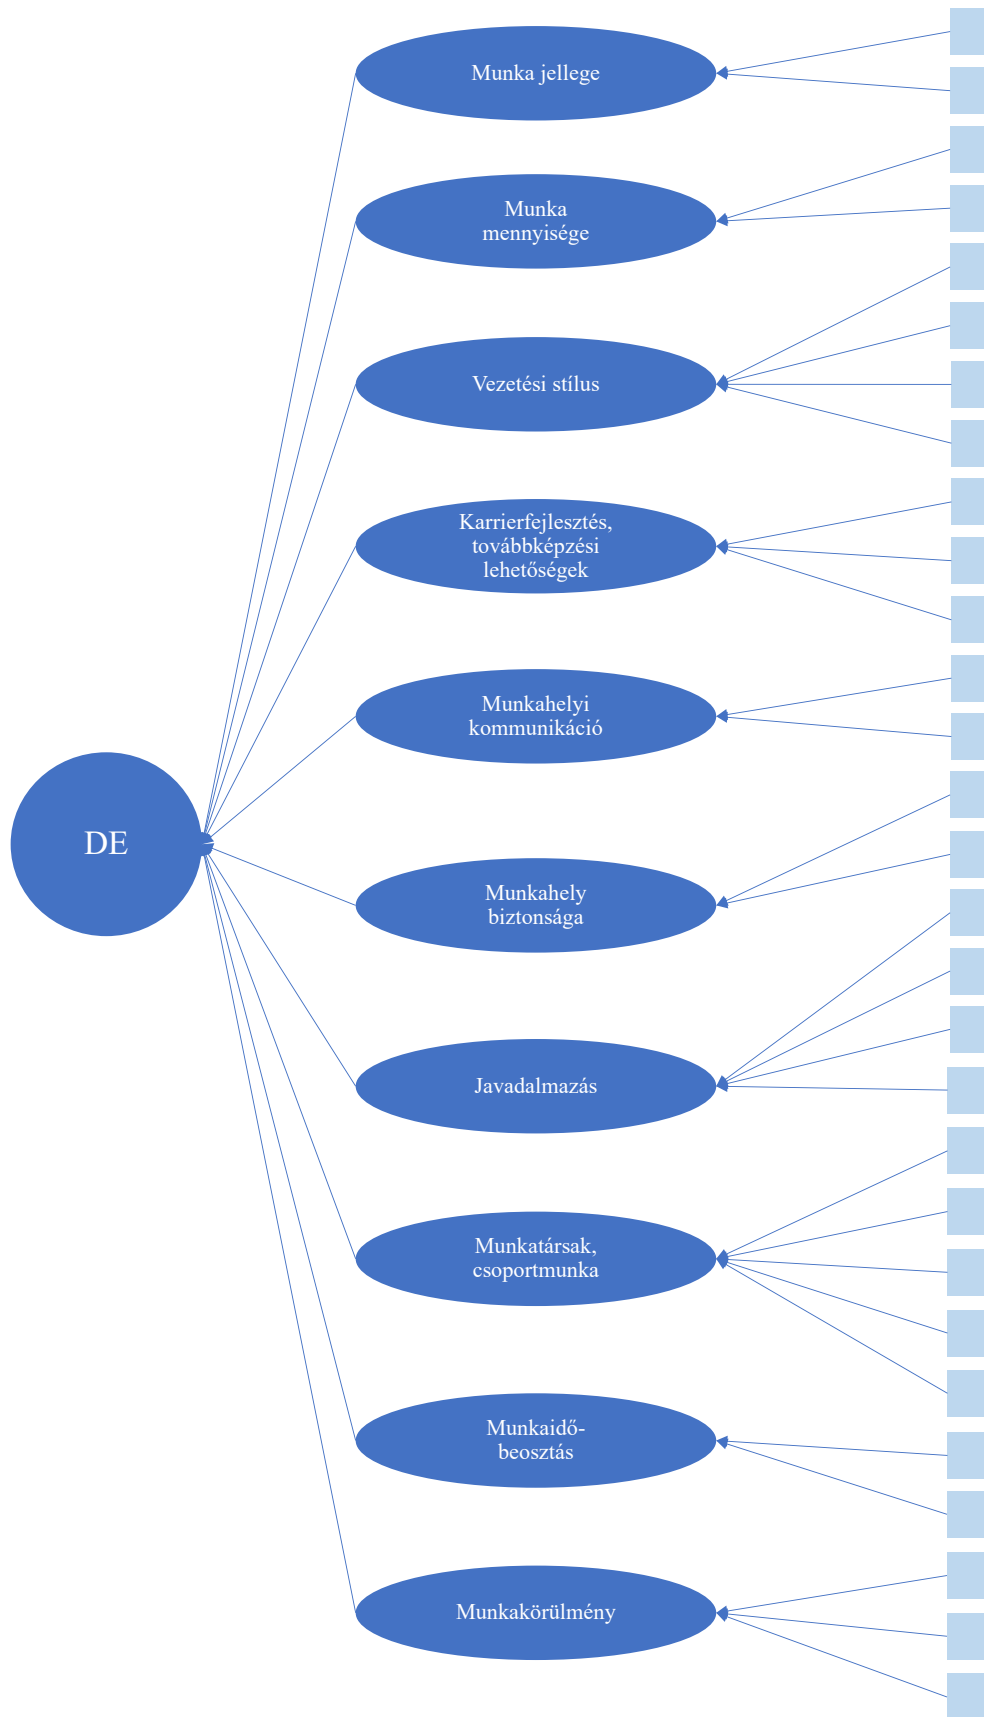 Munka jellege
Munka
mennyisége
Vezetési stílus
Karrierfejlesztés,
továbbképzési
lehetőségek
Munkahelyi
kommunikáció
DE
Munkahely
biztonsága
Javadalmazás
Munkatársak,
csoportmunka
Munkaidő-
beosztás
Munkakörülmény